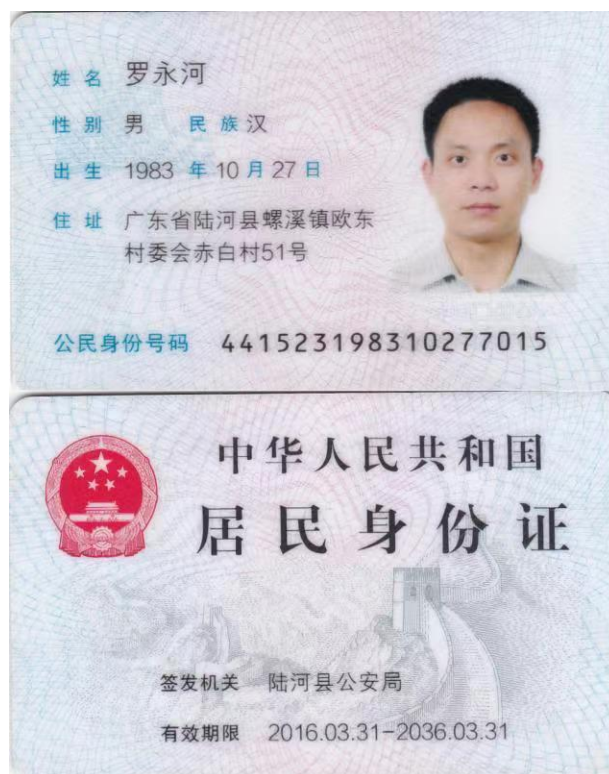 姓名 罗永河
性别 男 民族 汉
出生 1983 年 10 月 27 日
住址 广东省陆河县螺溪镇欧东
村委会赤白村51号
公民身份号码 441523198310277015
中华人民共和国
居民身份证
签发机关 陆河县公安局
有效期限 2016.03.31-2036.03.31